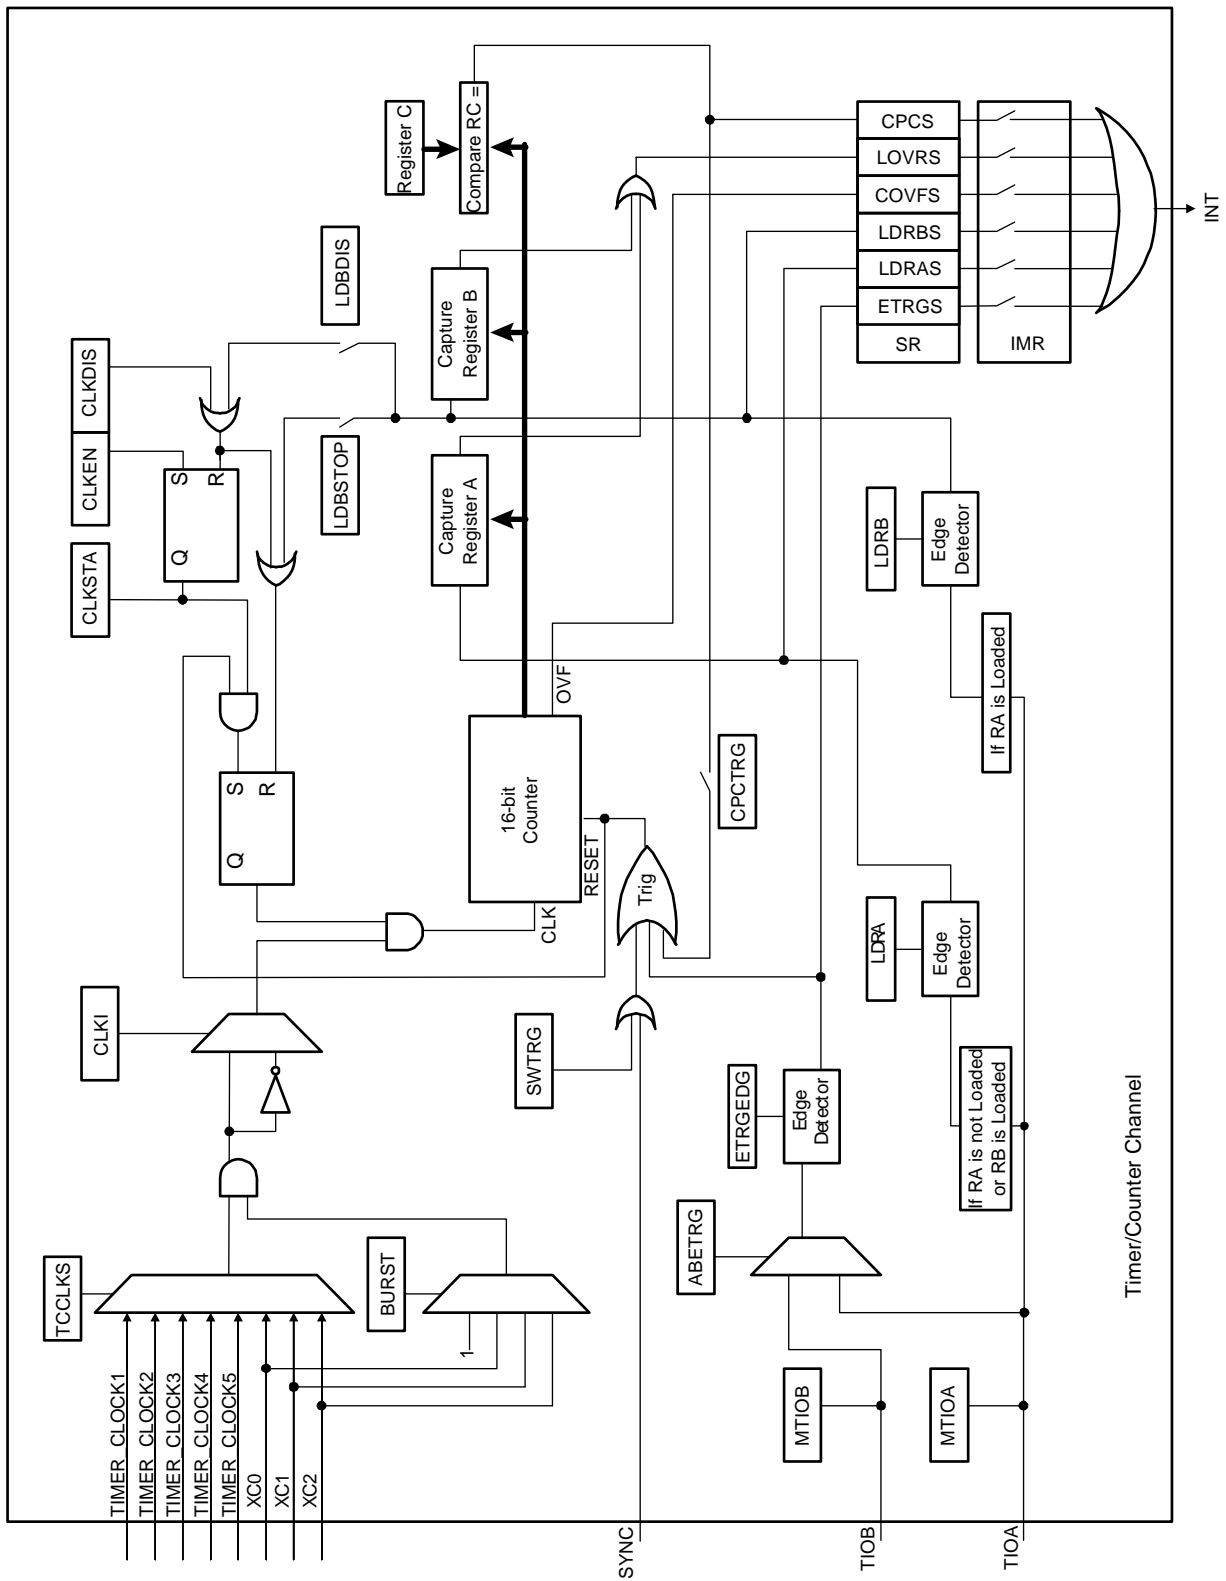 TCCLKS
TIMER_CLOCK1
TIMER_CLOCK2
TIMER_CLOCK3
TIMER_CLOCK4
TIMER_CLOCK5
XC0
XC1
XC2
BURST
1
CLKI
CLKSTA
CLKEN
CLKDIS
Q
S
R
Q
S
R
LDBSTOP
LDBDIS
Register C
Compare RC =
Capture
Register A
Capture
Register B
16-bit
Counter
CLK
OVF
RESET
Trig
SWTRG
SYNC
CPCTRG
ABETRG
ETRGEDG
Edge
Detector
MTIOB
TIOB
MTIOA
TIOA
If RA is not Loaded
or RB is Loaded
LDRA
Edge
Detector
If RA is Loaded
LDRB
Edge
Detector
CPCS
LOVRS
COVFS
LDRBS
LDRAS
ETRGS
SR
IMR
INT
Timer/Counter Channel